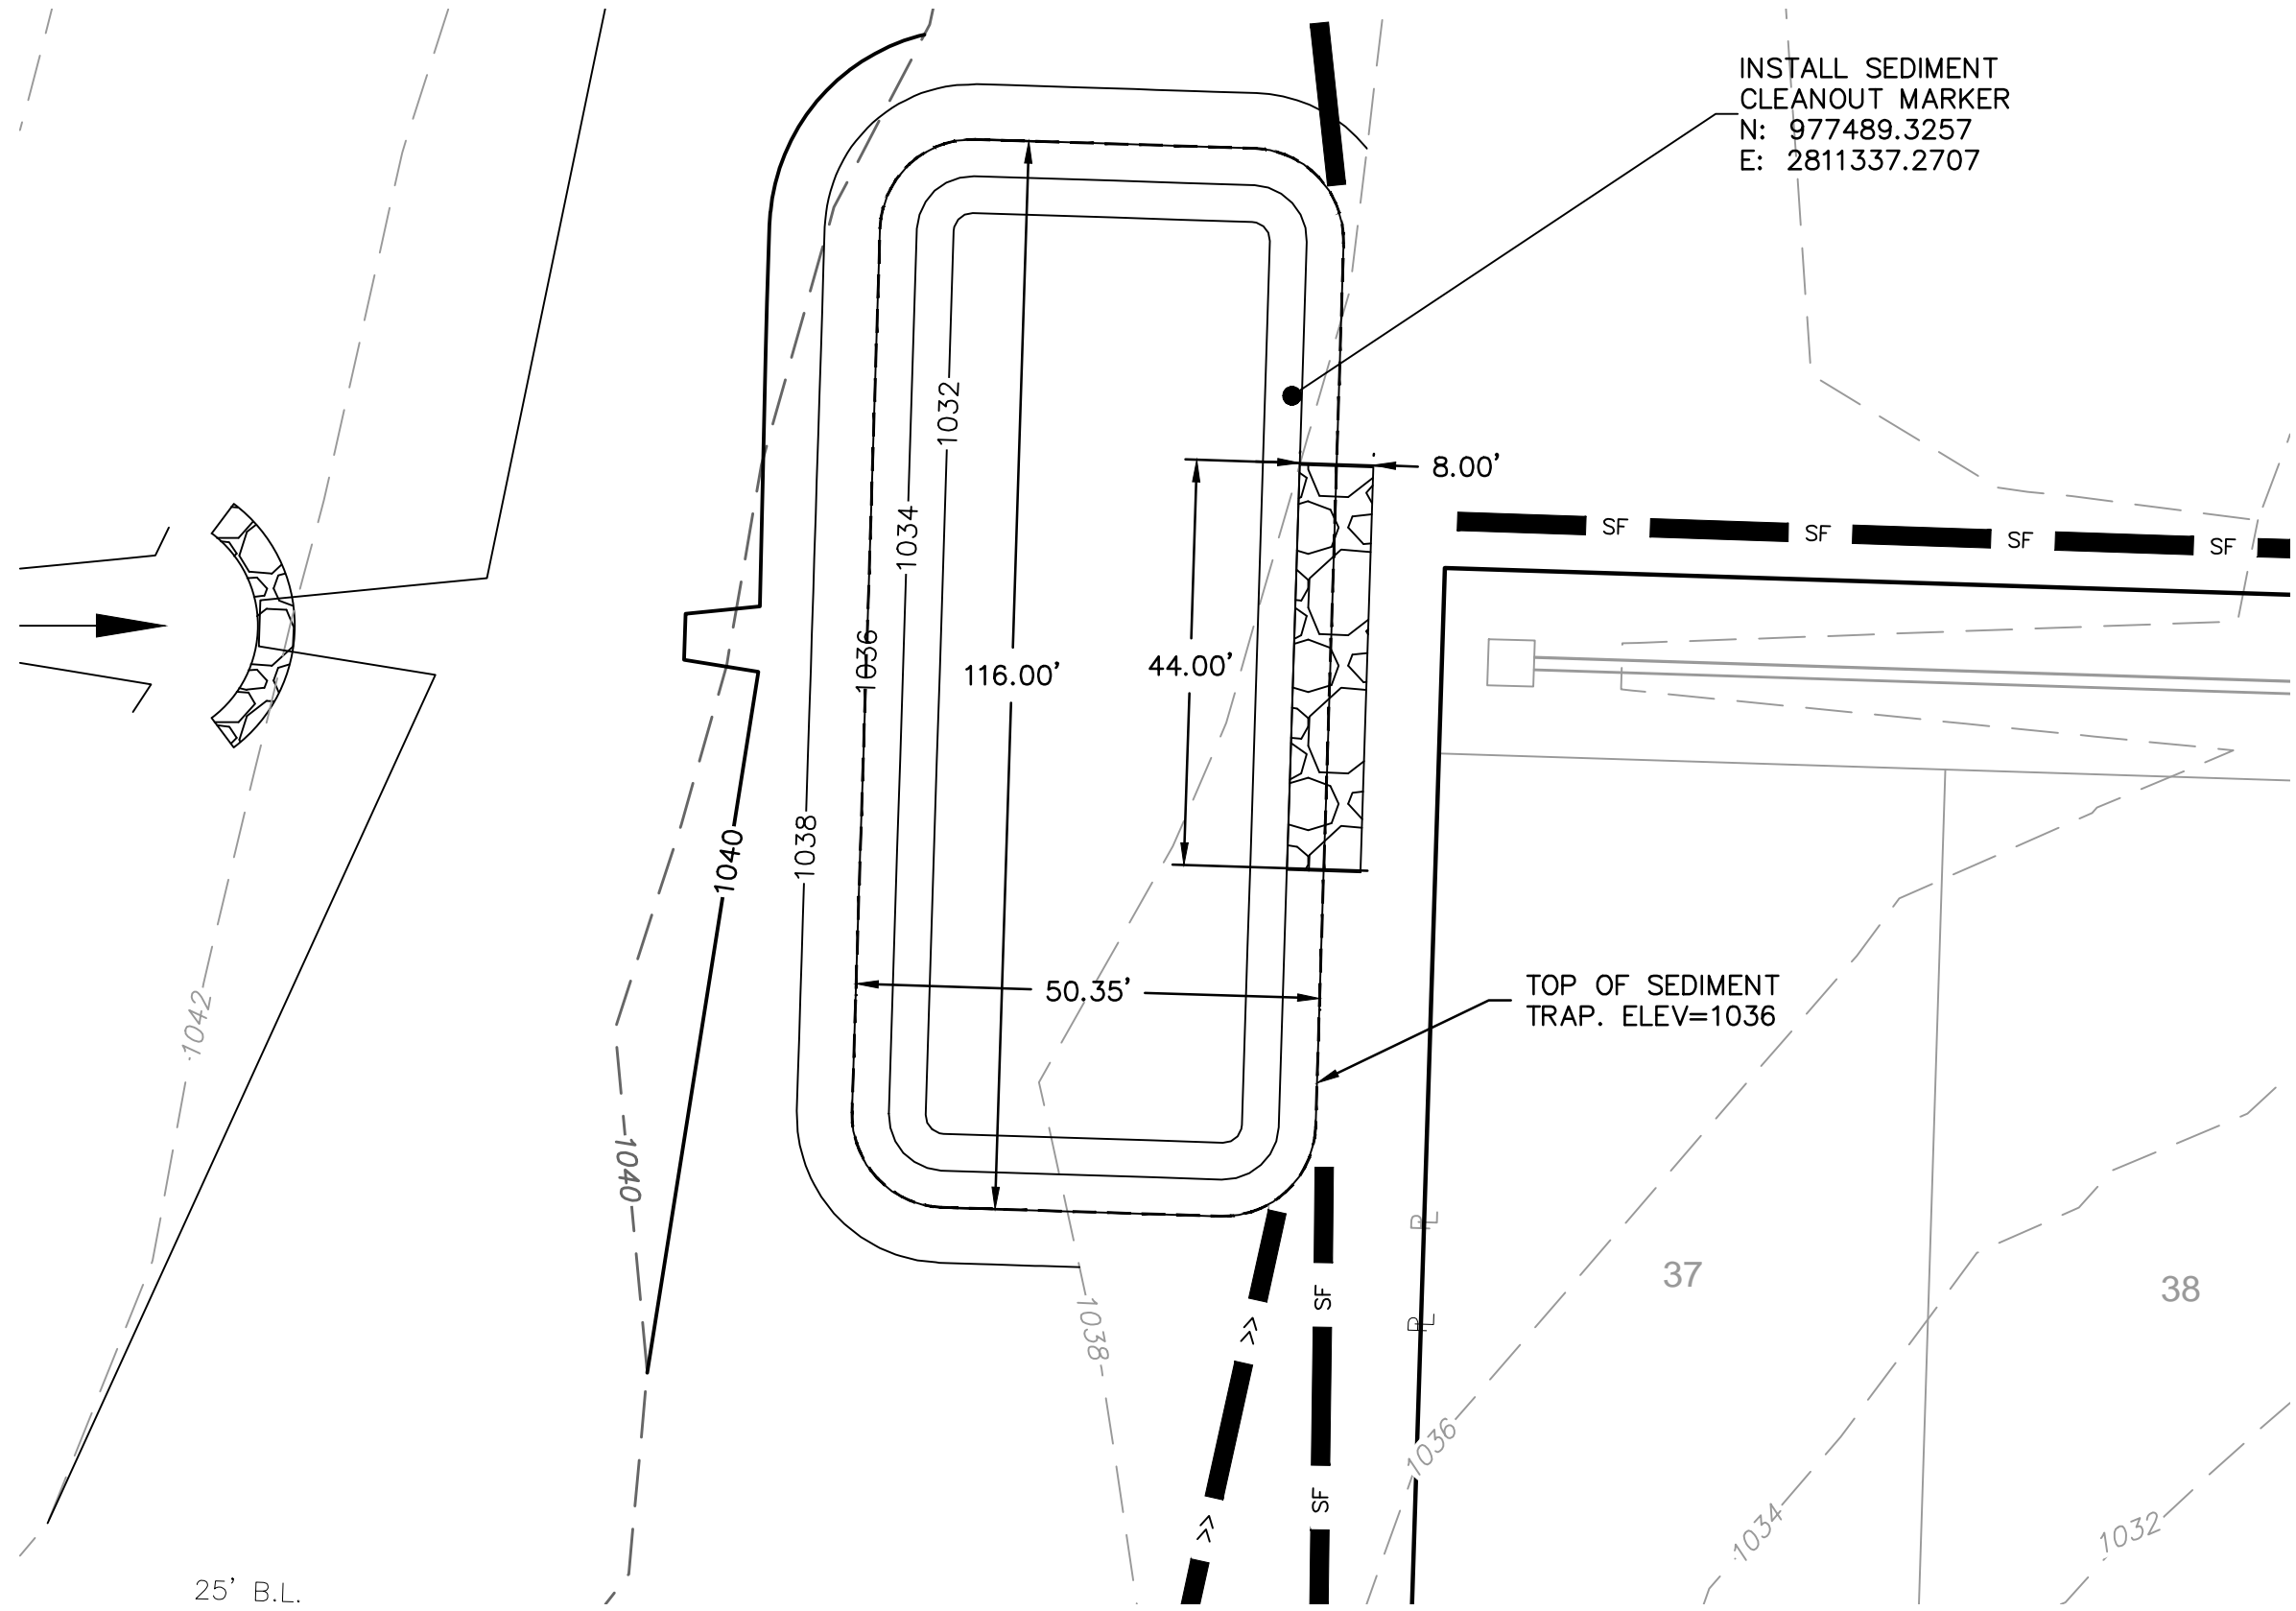 INSTALL SEDIMENT
CLEANOUT MARKER
N: 977489.3257
E: 2811337.2707
1032
8.00'
1034
SF
SF
SF
SF
1036
116.00'
44.00'
1038
1040
50.35'
TOP OF SEDIMENT
TRAP. ELEV=1036
1042
1040
PL
37
38
SF
1038
PL
1036
SF
1034
1032
25' B.L.